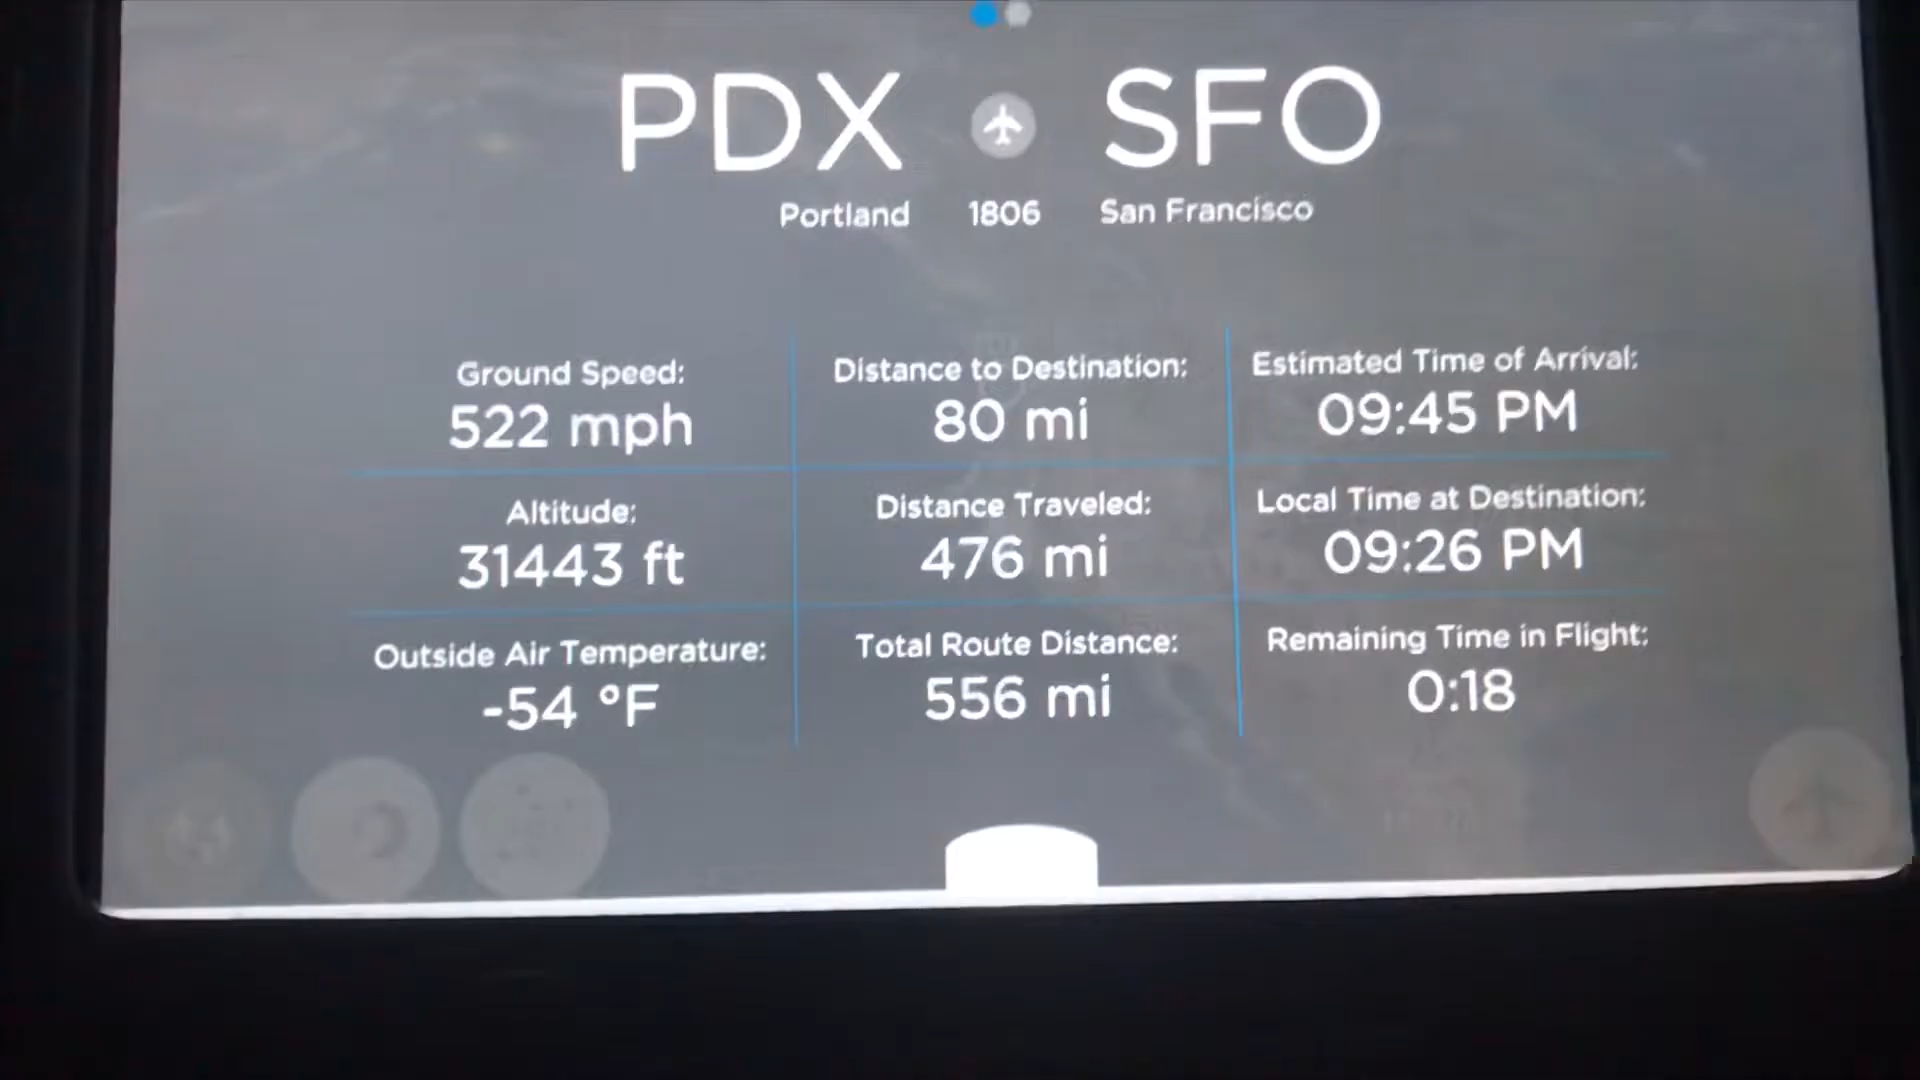 PDX SFO
Portland 1806 San Francisco
Ground Speed:
522 mph
Distance to Destination:
80 mi
Estimated Time of Arrival:
09:45 PM
Altitude:
31443 ft
Distance Traveled:
476 mi
Local Time at Destination:
09:26 PM
Outside Air Temperature:
-54 °F
Total Route Distance:
556 mi
Remaining Time in Flight:
0:18